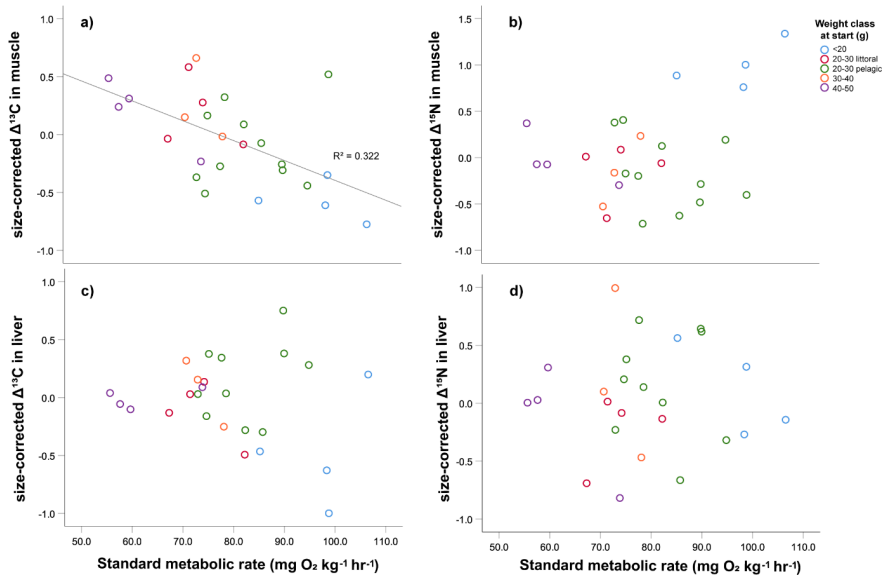 a)
size-corrected Δ¹³C in muscle
1.0
0.5
0.0
-0.5
-1.0
R² = 0.322
b)
size-corrected Δ¹⁵N in muscle
1.5
1.0
0.5
0.0
-0.5
-1.0
Weight class
at start (g)
<20
20-30 littoral
20-30 pelagic
30-40
40-50
c)
size-corrected Δ¹³C in liver
1.0
0.5
0.0
-0.5
-1.0
50.0 60.0 70.0 80.0 90.0 100.0 110.0
Standard metabolic rate (mg O₂ kg⁻¹ hr⁻¹)
d)
size-corrected Δ¹⁵N in liver
1.0
0.5
0.0
-0.5
-1.0
50.0 60.0 70.0 80.0 90.0 100.0 110.0
Standard metabolic rate (mg O₂ kg⁻¹ hr⁻¹)